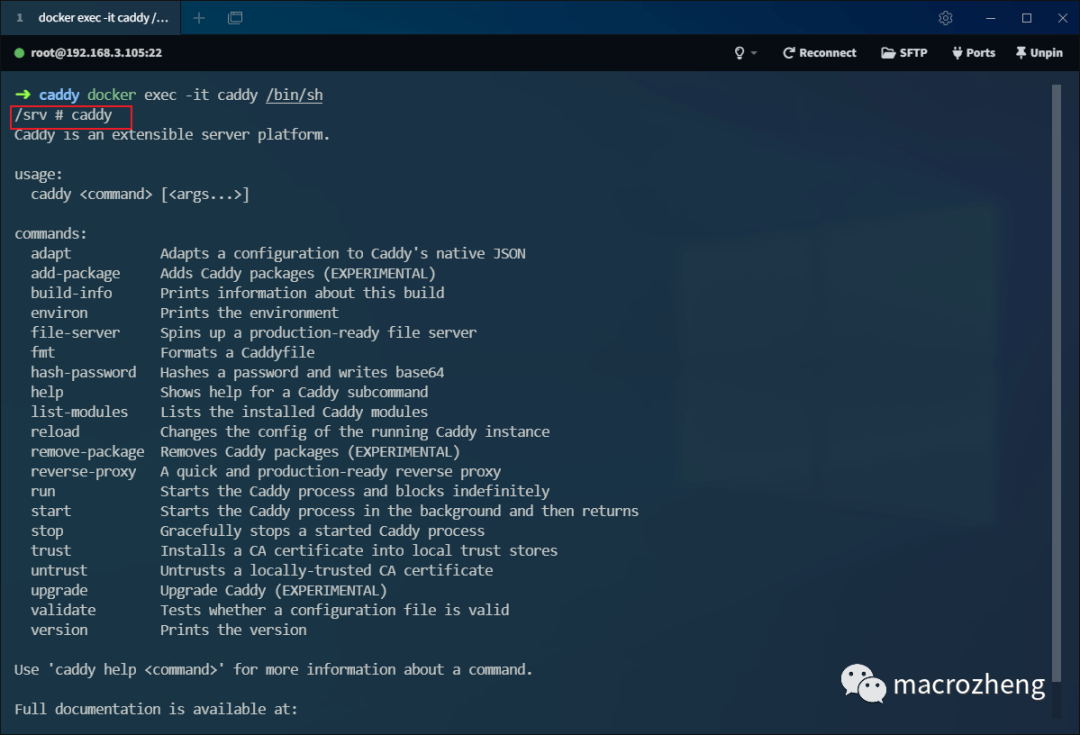 1 docker exec -it caddy /...
root@192.168.3.105:22 Reconnect SFTP Ports Unpin
➜ caddy docker exec -it caddy /bin/sh
/srv # caddy
Caddy is an extensible server platform.
usage:
caddy <command> [<args...>]
commands:
adapt Adapts a configuration to Caddy's native JSON
add-package Adds Caddy packages (EXPERIMENTAL)
build-info Prints information about this build
environ Prints the environment
file-server Spins up a production-ready file server
fmt Formats a Caddyfile
hash-password Hashes a password and writes base64
help Shows help for a Caddy subcommand
list-modules Lists the installed Caddy modules
reload Changes the config of the running Caddy instance
remove-package Removes Caddy packages (EXPERIMENTAL)
reverse-proxy A quick and production-ready reverse proxy
run Starts the Caddy process and blocks indefinitely
start Starts the Caddy process in the background and then returns
stop Gracefully stops a started Caddy process
trust Installs a CA certificate into local trust stores
untrust Untrusts a locally-trusted CA certificate
upgrade Upgrade Caddy (EXPERIMENTAL)
validate Tests whether a configuration file is valid
version Prints the version
Use 'caddy help <command>' for more information about a command.
macrozheng
Full documentation is available at: